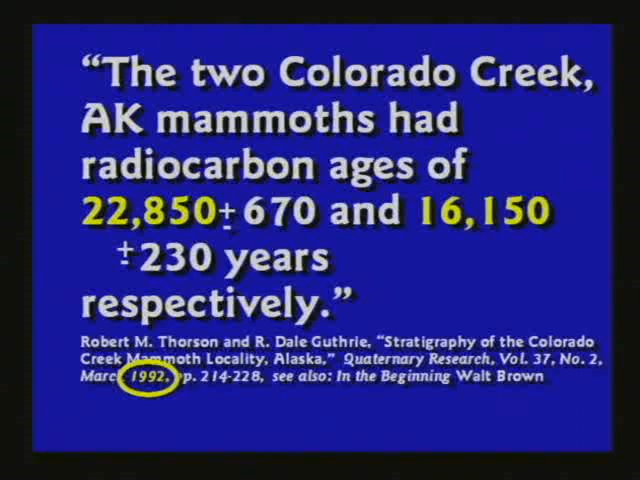 “The two Colorado Creek,
AK mammoths had
radiocarbon ages of
22,850± 670 and 16,150
±230 years
respectively.”
Robert M. Thorson and R. Dale Guthrie, “Stratigraphy of the Colorado
Creek Mammoth Locality, Alaska,” Quaternary Research, Vol. 37, No. 2,
March 1992, pp. 214-228, see also: In the Beginning Walt Brown